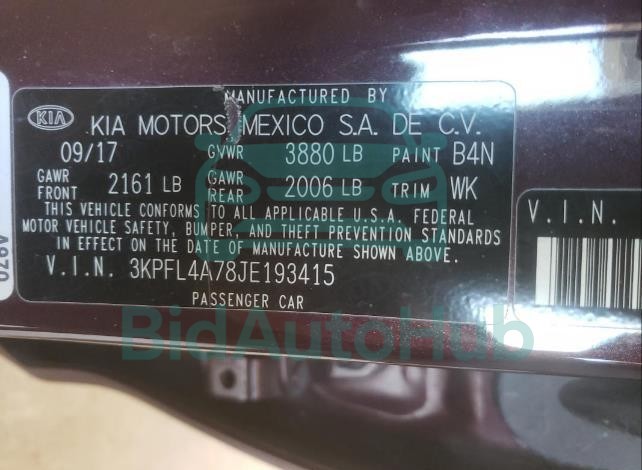 MANUFACTURED BY
KIA
KIA MOTORS MEXICO S.A. DE C.V.
09/17 GVWR 3880 LB PAINT B4N
GAWR FRONT 2161 LB GAWR REAR 2006 LB TRIM WK
THIS VEHICLE CONFORMS TO ALL APPLICABLE U.S.A. FEDERAL
MOTOR VEHICLE SAFETY, BUMPER, AND THEFT PREVENTION STANDARDS
IN EFFECT ON THE DATE OF MANUFACTURE SHOWN ABOVE.
V.I.N. 3KPFL4A78JE193415
PASSENGER CAR
V.I.N.
BidAutoHub